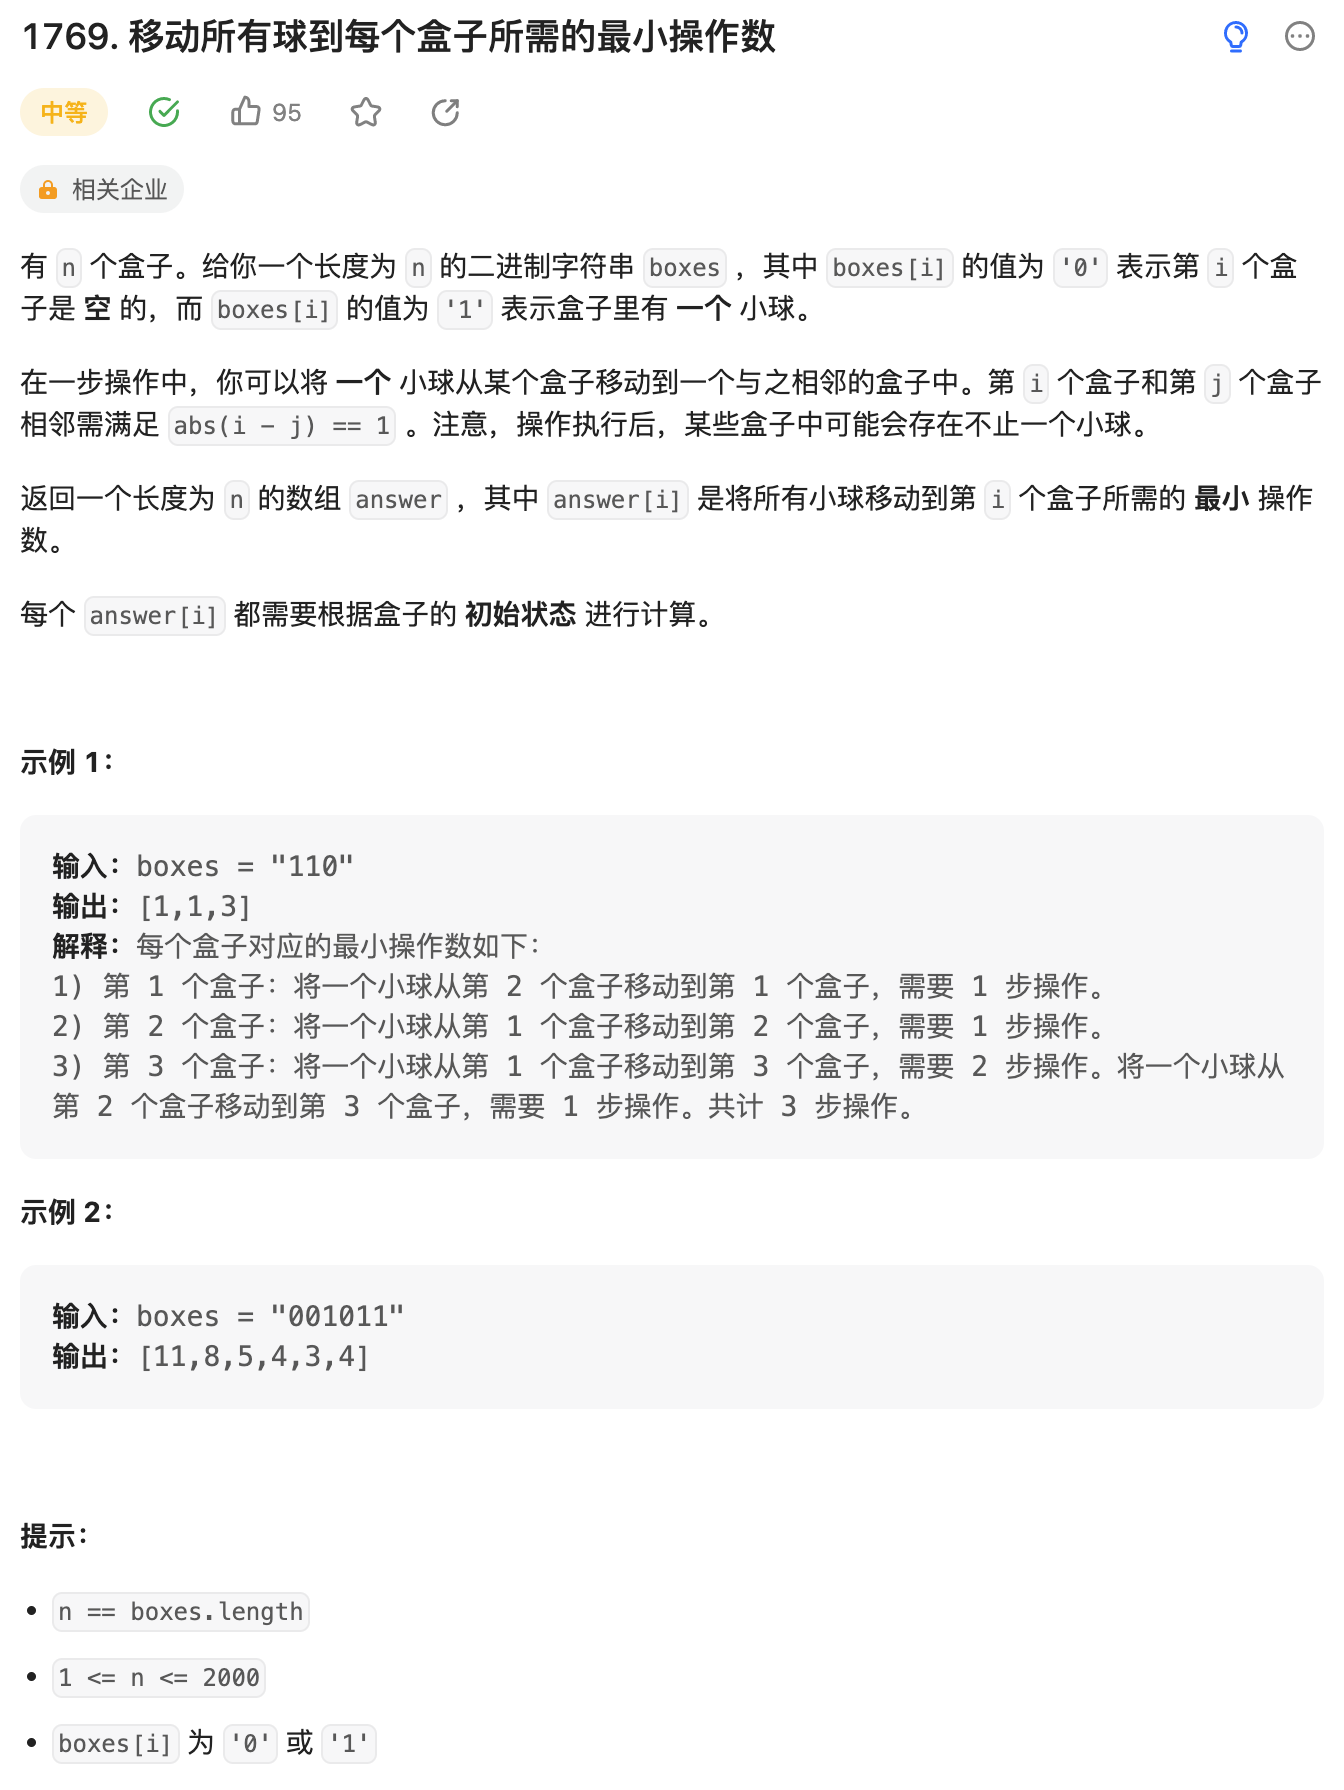 1769. 移动所有球到每个盒子所需的最小操作数
中等 95
相关企业
有 n 个盒子。给你一个长度为 n 的二进制字符串 boxes ，其中 boxes[i] 的值为 '0' 表示第 i 个盒
子是 空 的，而 boxes[i] 的值为 '1' 表示盒子里有 一个 小球。
在一步操作中，你可以将 一个 小球从某个盒子移动到一个与之相邻的盒子中。第 i 个盒子和第 j 个盒子
相邻需满足 abs(i - j) == 1 。注意，操作执行后，某些盒子中可能会存在不止一个小球。
返回一个长度为 n 的数组 answer ，其中 answer[i] 是将所有小球移动到第 i 个盒子所需的 最小 操作
数。
每个 answer[i] 都需要根据盒子的 初始状态 进行计算。
示例 1：
输入：boxes = "110"
输出：[1,1,3]
解释：每个盒子对应的最小操作数如下：
1) 第 1 个盒子：将一个小球从第 2 个盒子移动到第 1 个盒子，需要 1 步操作。
2) 第 2 个盒子：将一个小球从第 1 个盒子移动到第 2 个盒子，需要 1 步操作。
3) 第 3 个盒子：将一个小球从第 1 个盒子移动到第 3 个盒子，需要 2 步操作。将一个小球从
第 2 个盒子移动到第 3 个盒子，需要 1 步操作。共计 3 步操作。
示例 2：
输入：boxes = "001011"
输出：[11,8,5,4,3,4]
提示：
• n == boxes.length
• 1 <= n <= 2000
• boxes[i] 为 '0' 或 '1'